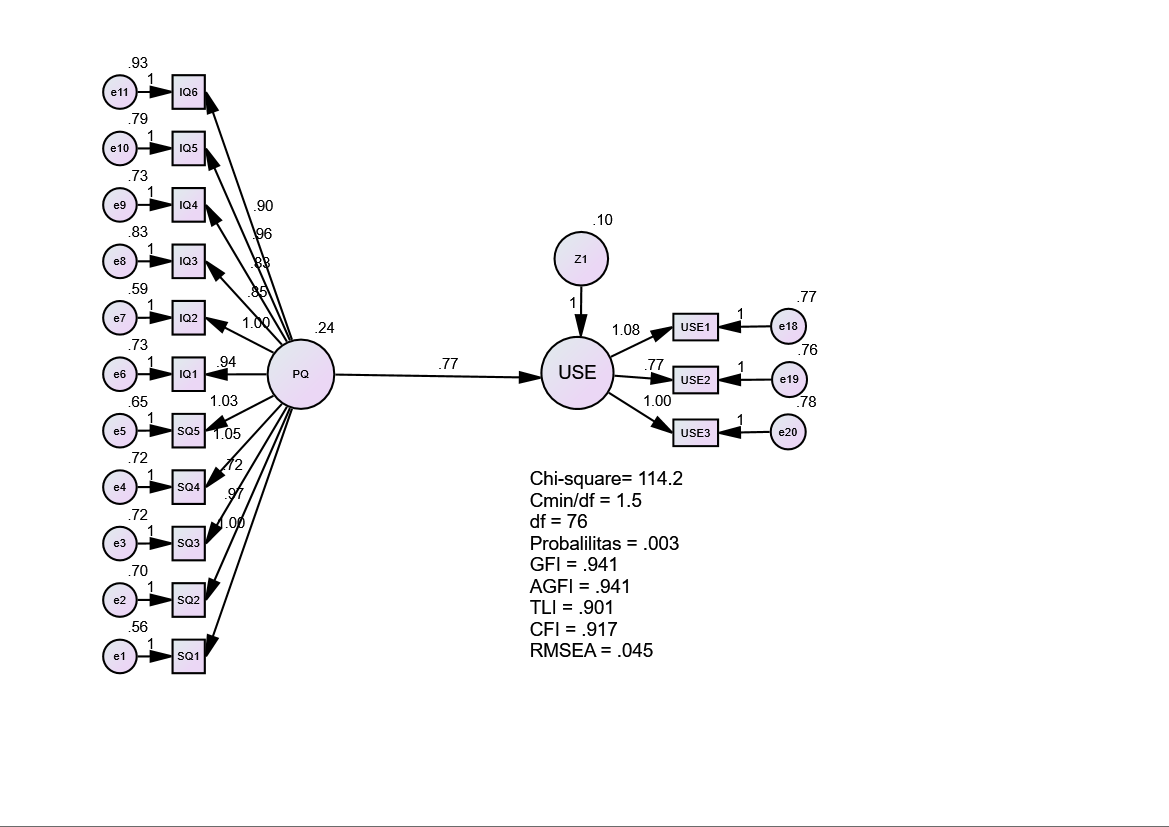 .93
1
e11
IQ6
.79
1
e10
IQ5
.73
1
e9
IQ4
.83
1
e8
IQ3
.59
1
e7
IQ2
.73
1
e6
IQ1
.65
1
e5
SQ5
.72
1
e4
SQ4
.72
1
e3
SQ3
.70
1
e2
SQ2
.56
1
e1
SQ1
.90
.96
.83
.85
1.00
.94
1.03
1.05
.72
.97
1.00
.24
PQ
.77
.10
Z1
1
USE
1.08
.77
1.00
USE1
1
.77
e18
USE2
1
.76
e19
USE3
1
.78
e20
Chi-square= 114.2
Cmin/df = 1.5
df = 76
Probalilitas = .003
GFI = .941
AGFI = .941
TLI = .901
CFI = .917
RMSEA = .045